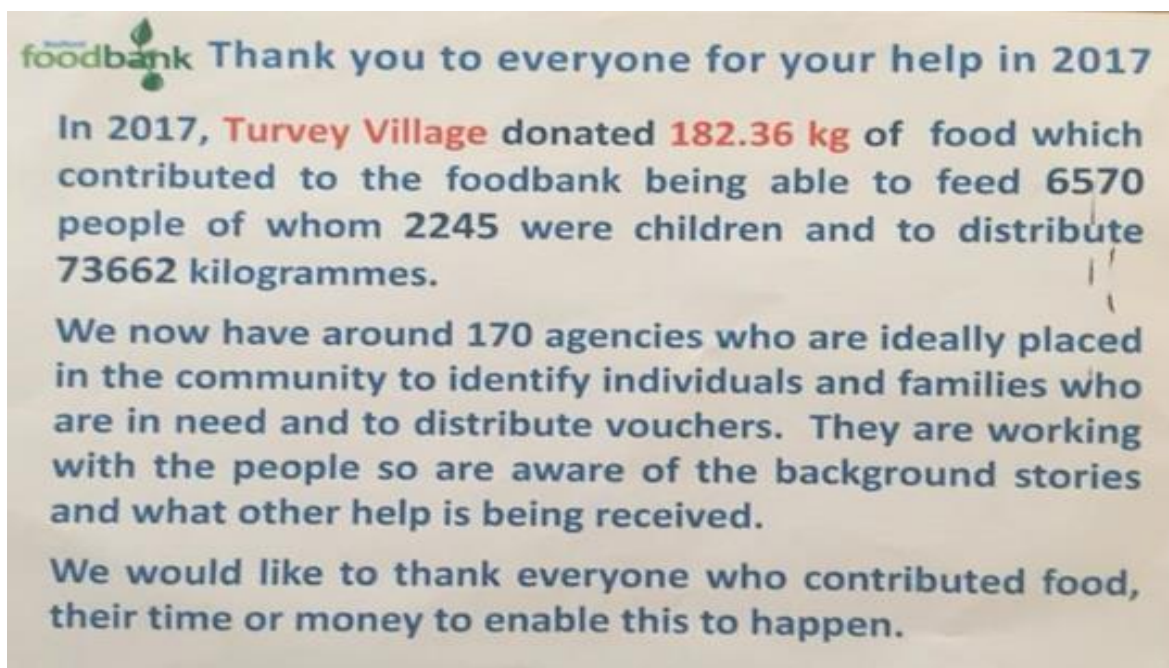 foodbank Thank you to everyone for your help in 2017
In 2017, Turvey Village donated 182.36 kg of food which
contributed to the foodbank being able to feed 6570
people of whom 2245 were children and to distribute
73662 kilogrammes.
We now have around 170 agencies who are ideally placed
in the community to identify individuals and families who
are in need and to distribute vouchers. They are working
with the people so are aware of the background stories
and what other help is being received.
We would like to thank everyone who contributed food,
their time or money to enable this to happen.